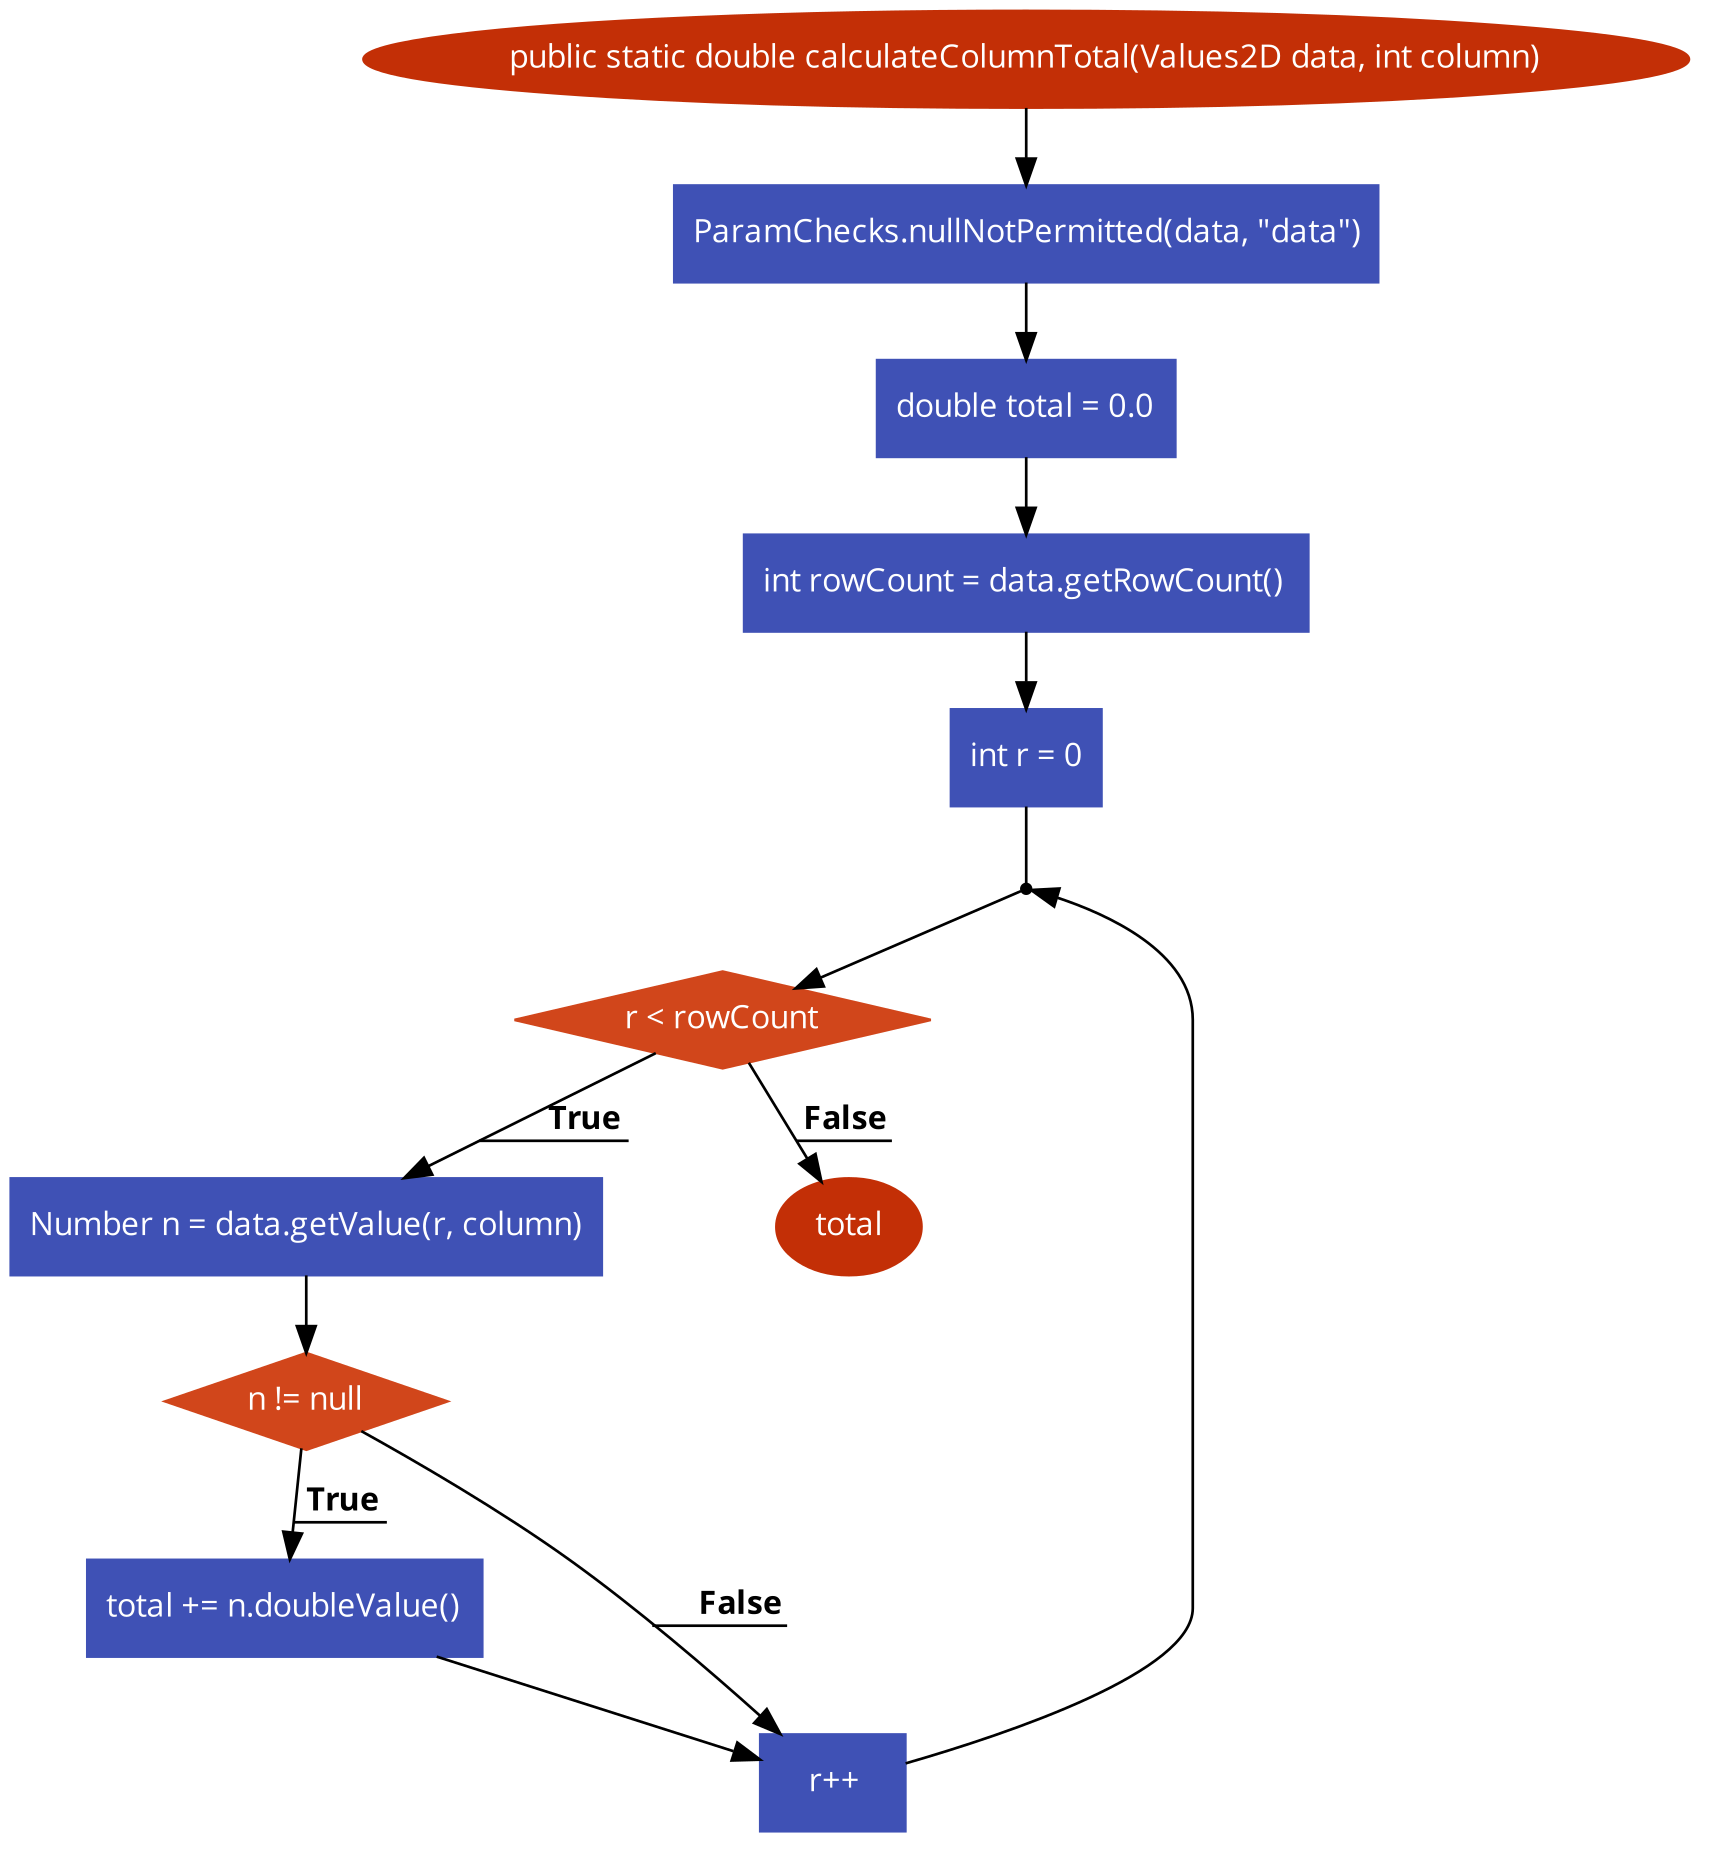 public static double calculateColumnTotal(Values2D data, int column)
ParamChecks.nullNotPermitted(data, "data")
double total = 0.0
int rowCount = data.getRowCount()
int r = 0
r < rowCount
True
False
Number n = data.getValue(r, column)
total
n != null
True
False
total += n.doubleValue()
r++